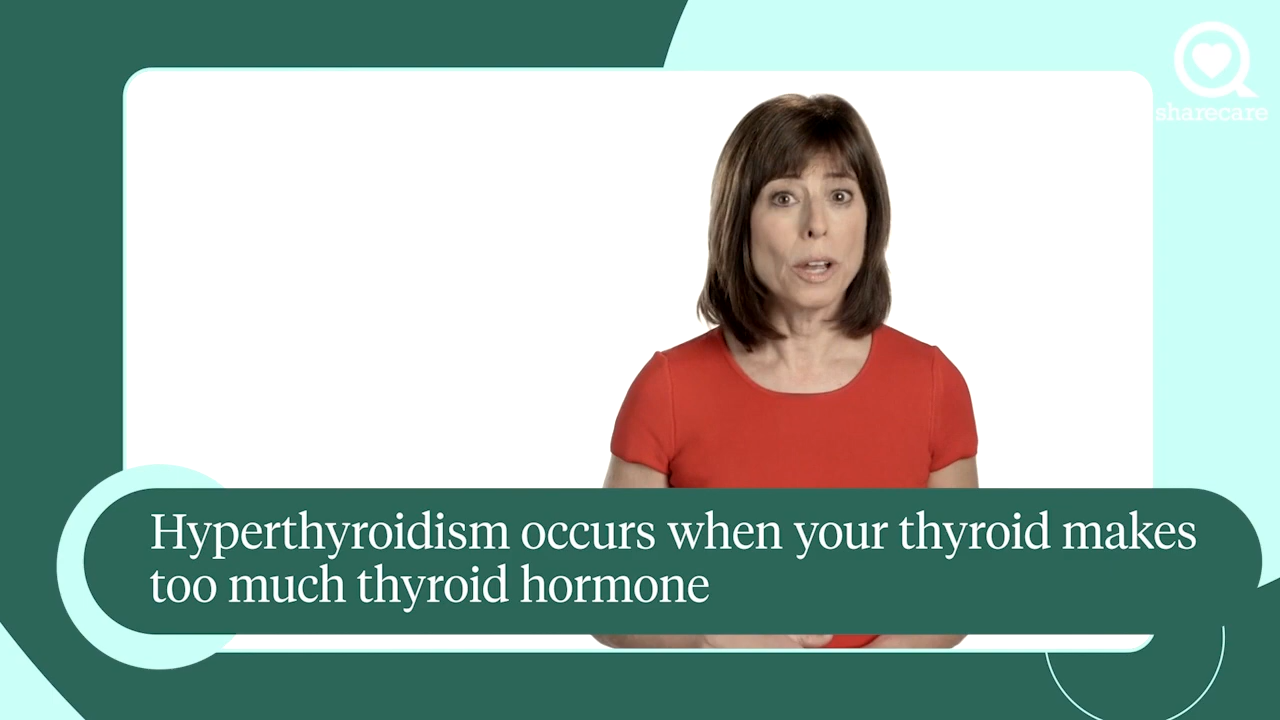 sharecare
Hyperthyroidism occurs when your thyroid makes
too much thyroid hormone